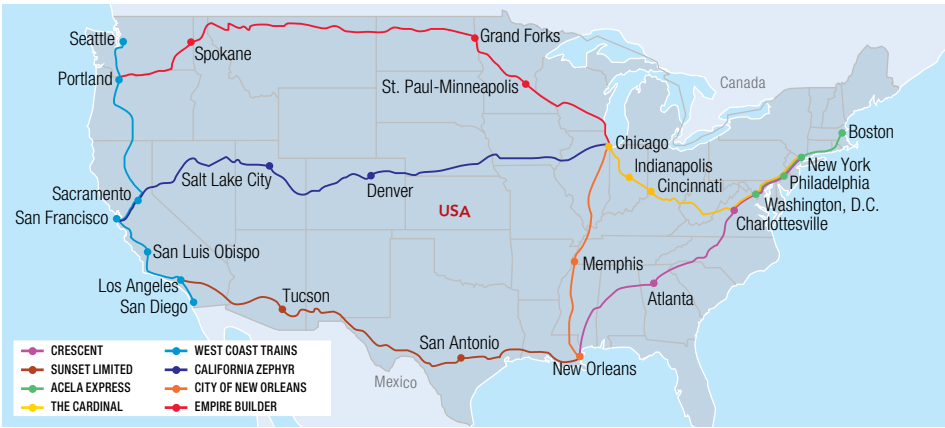 Seattle
Spokane
Portland
Grand Forks
St. Paul-Minneapolis
Canada
Boston
Chicago
New York
Indianapolis
Philadelphia
Cincinnati
Salt Lake City
Denver
Sacramento
Washington, D.C.
USA
San Francisco
Charlottesville
San Luis Obispo
Memphis
Los Angeles
San Diego
Tucson
Atlanta
San Antonio
New Orleans
Mexico
CRESCENT
SUNSET LIMITED
ACELA EXPRESS
THE CARDINAL
WEST COAST TRAINS
CALIFORNIA ZEPHYR
CITY OF NEW ORLEANS
EMPIRE BUILDER